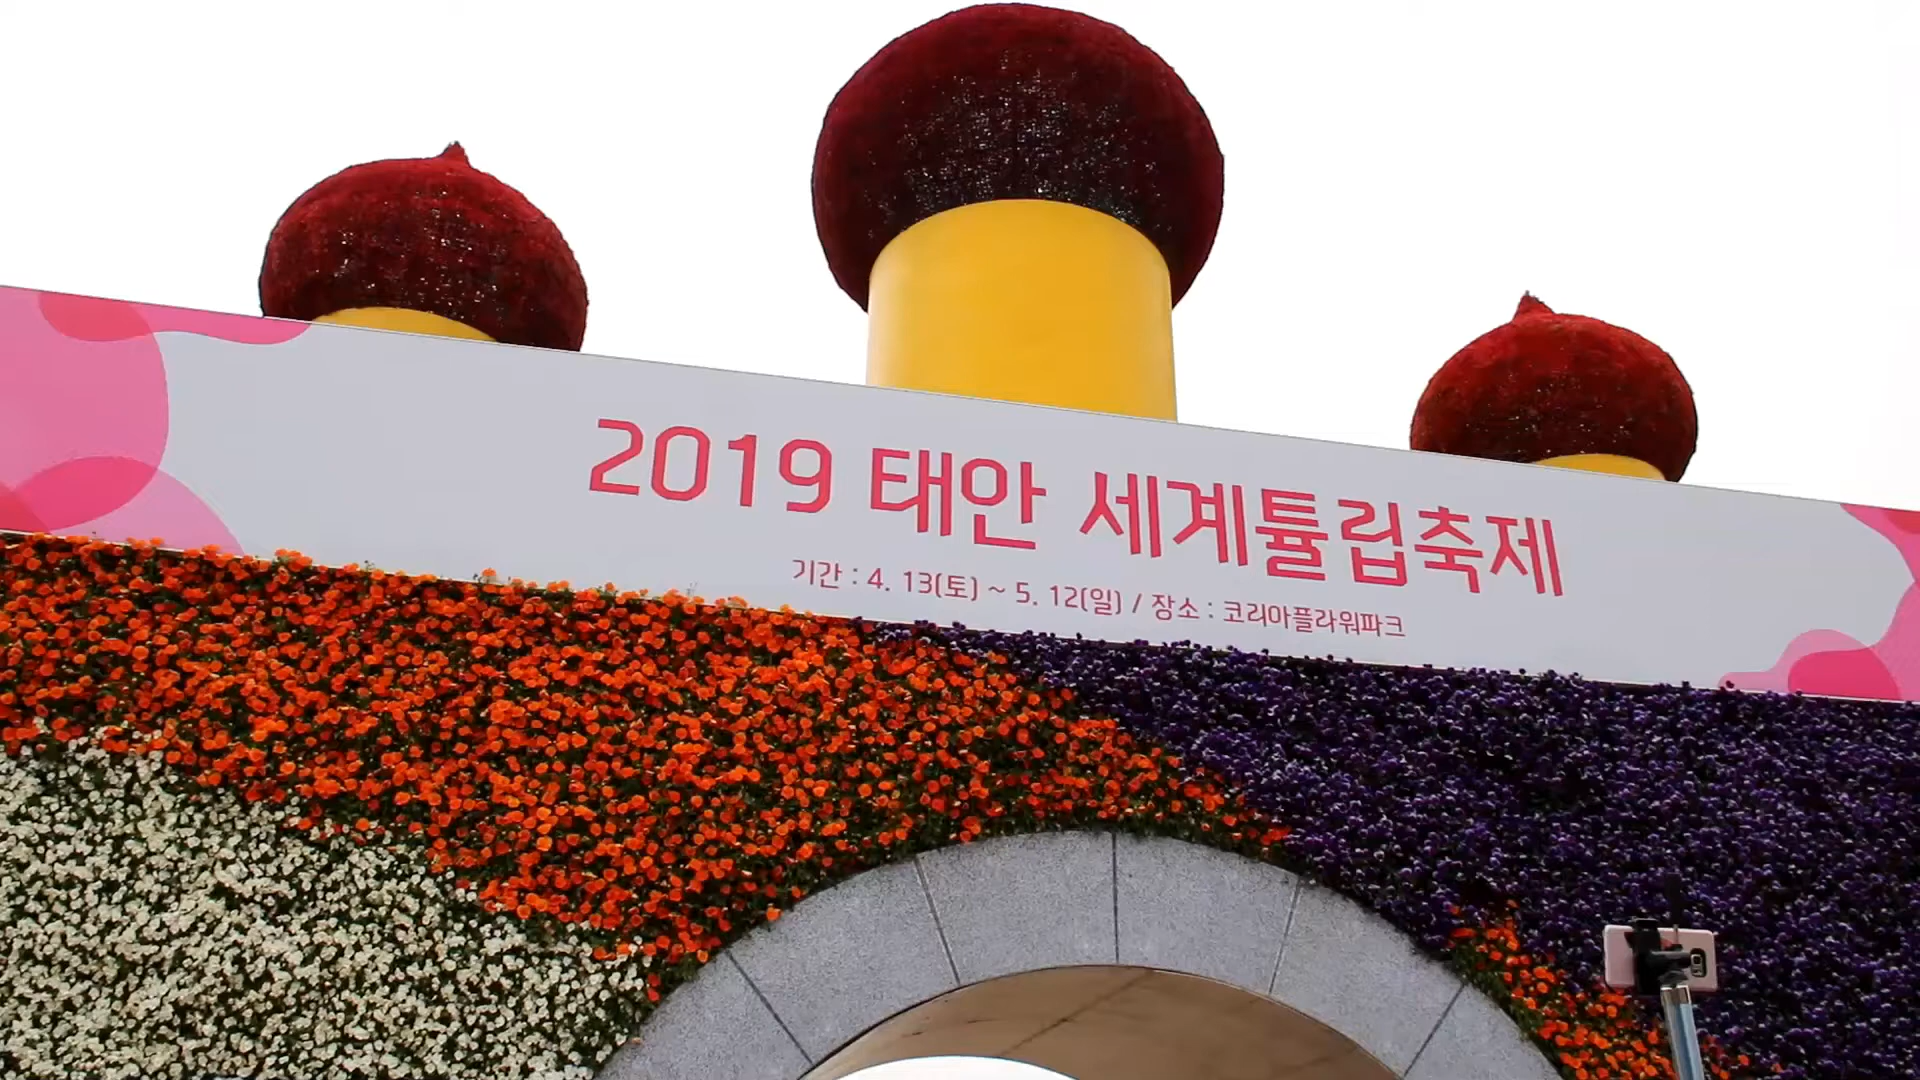 2019 태안 세계튤립축제
기간 : 4. 13(토) ~ 5. 12(일) / 장소 : 코리아플라워파크